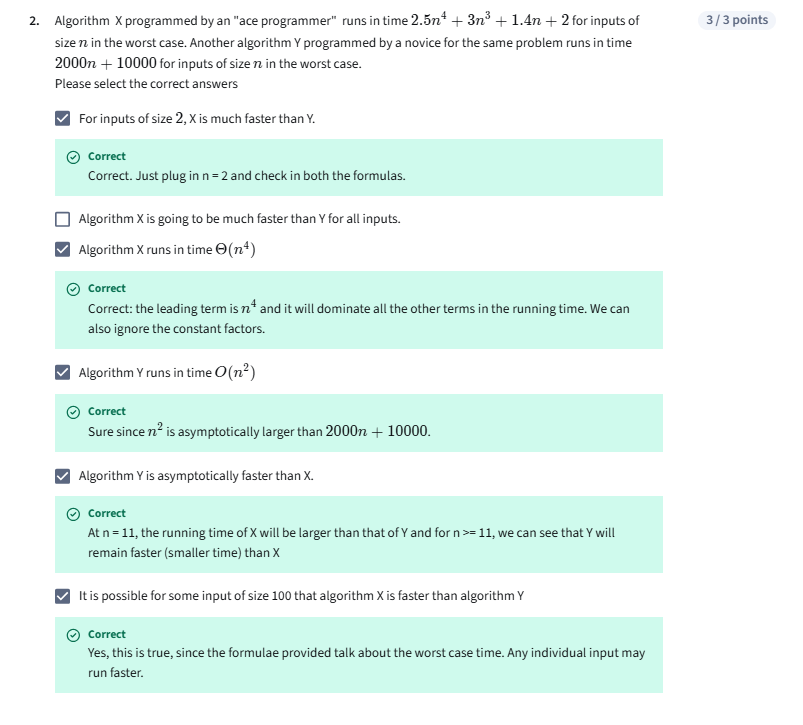 2. Algorithm X programmed by an "ace programmer" runs in time 2.5n⁴ + 3n³ + 1.4n + 2 for inputs of
3 / 3 points
size n in the worst case. Another algorithm Y programmed by a novice for the same problem runs in time
2000n + 10000 for inputs of size n in the worst case.
Please select the correct answers
For inputs of size 2, X is much faster than Y.
Correct
Correct. Just plug in n = 2 and check in both the formulas.
Algorithm X is going to be much faster than Y for all inputs.
Algorithm X runs in time Θ(n⁴)
Correct
Correct: the leading term is n⁴ and it will dominate all the other terms in the running time. We can
also ignore the constant factors.
Algorithm Y runs in time O(n²)
Correct
Sure since n² is asymptotically larger than 2000n + 10000.
Algorithm Y is asymptotically faster than X.
Correct
At n = 11, the running time of X will be larger than that of Y and for n >= 11, we can see that Y will
remain faster (smaller time) than X
It is possible for some input of size 100 that algorithm X is faster than algorithm Y
Correct
Yes, this is true, since the formulae provided talk about the worst case time. Any individual input may
run faster.